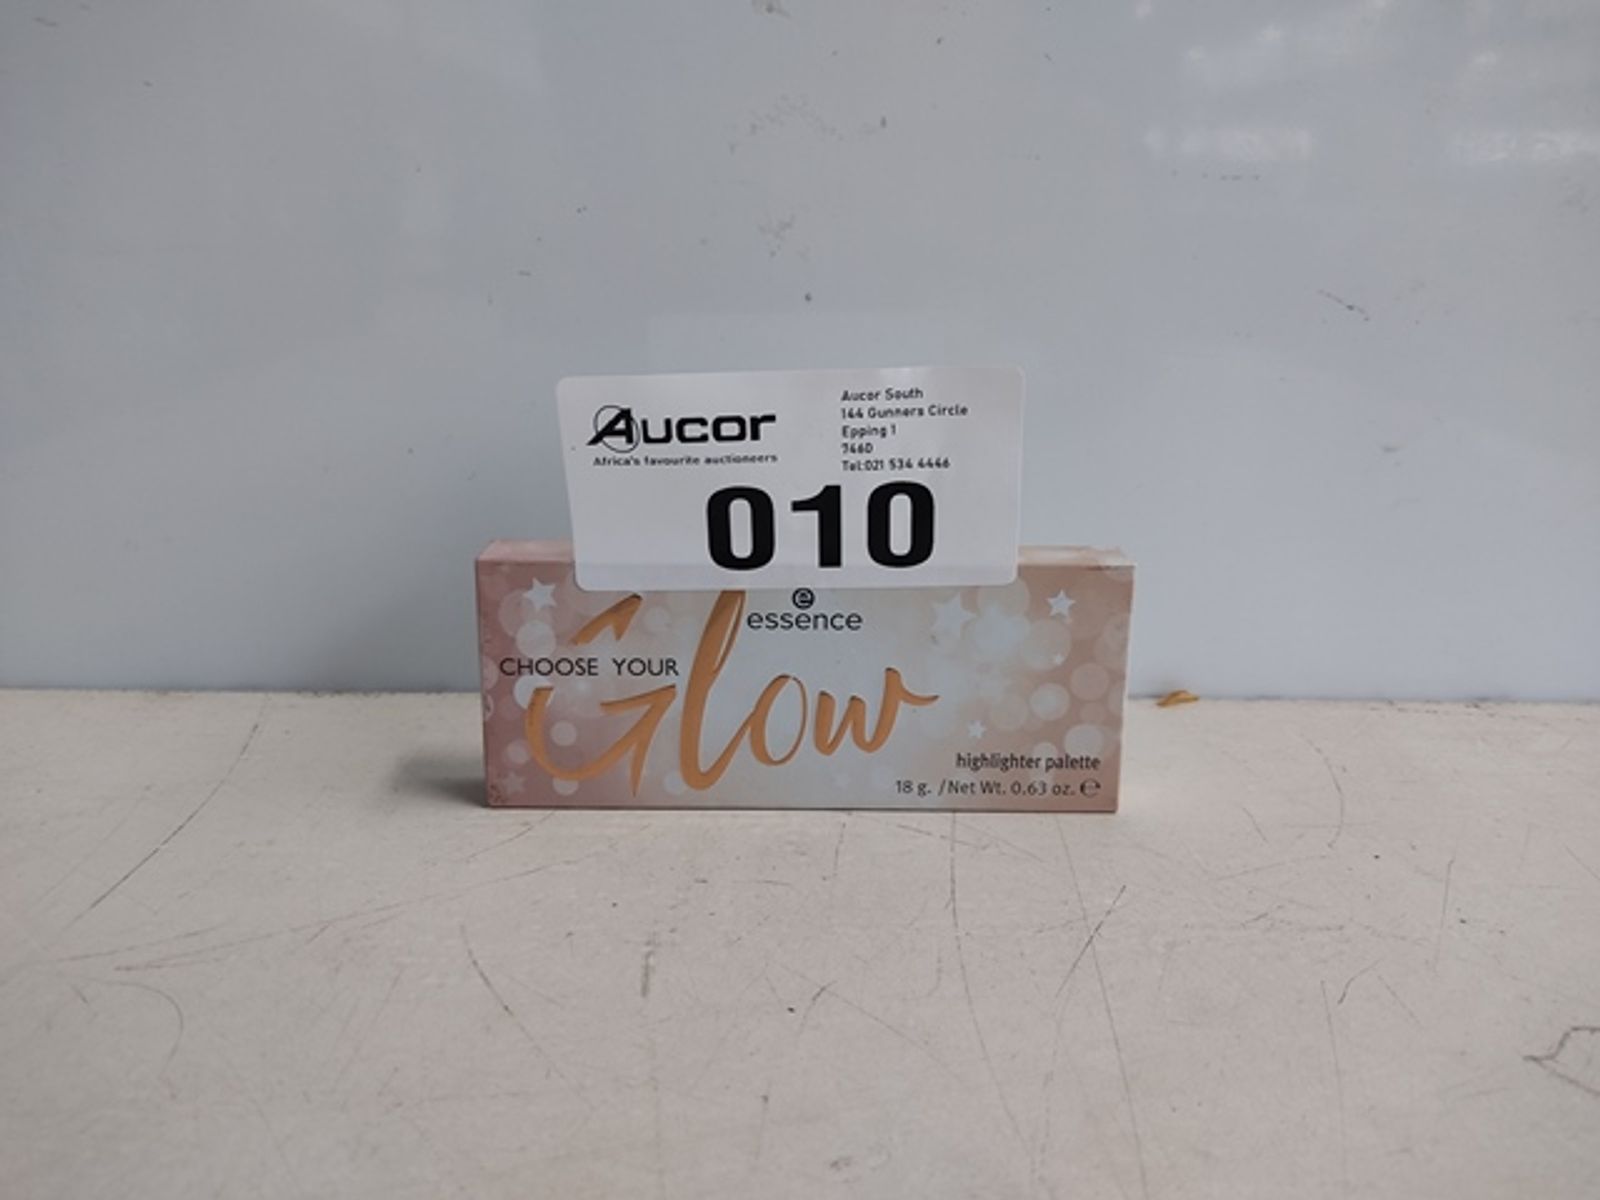 Aucor
Africa's favourite auctioneers
Aucor South
144 Gunners Circle
Epping 1
7460
Tel:021 534 4446
010
essence
CHOOSE YOUR
Glow
highlighter palette
18 g. /Net Wt. 0.63 oz. ℮